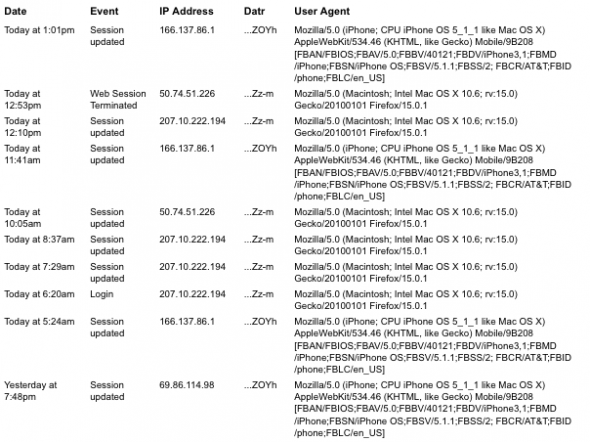 Date Event IP Address Datr User Agent
Today at 1:01pm Session 166.137.86.1 ...ZOYh Mozilla/5.0 (iPhone; CPU iPhone OS 5_1_1 like Mac OS X)
updated AppleWebKit/534.46 (KHTML, like Gecko) Mobile/9B208
[FBAN/FBIOS;FBAV/5.0;FBBV/40121;FBDV/iPhone3,1;FBMD
/iPhone;FBSN/iPhone OS;FBSV/5.1.1;FBSS/2; FBCR/AT&T;FBID
/phone;FBLC/en_US]
Today at Web Session 50.74.51.226 ...Zz-m Mozilla/5.0 (Macintosh; Intel Mac OS X 10.6; rv:15.0)
12:53pm Terminated Gecko/20100101 Firefox/15.0.1
Today at Session 207.10.222.194 ...Zz-m Mozilla/5.0 (Macintosh; Intel Mac OS X 10.6; rv:15.0)
12:10pm updated Gecko/20100101 Firefox/15.0.1
Today at Session 166.137.86.1 ...ZOYh Mozilla/5.0 (iPhone; CPU iPhone OS 5_1_1 like Mac OS X)
11:41am updated AppleWebKit/534.46 (KHTML, like Gecko) Mobile/9B208
[FBAN/FBIOS;FBAV/5.0;FBBV/40121;FBDV/iPhone3,1;FBMD
/iPhone;FBSN/iPhone OS;FBSV/5.1.1;FBSS/2; FBCR/AT&T;FBID
/phone;FBLC/en_US]
Today at Session 50.74.51.226 ...Zz-m Mozilla/5.0 (Macintosh; Intel Mac OS X 10.6; rv:15.0)
10:05am updated Gecko/20100101 Firefox/15.0.1
Today at 8:37am Session 207.10.222.194 ...Zz-m Mozilla/5.0 (Macintosh; Intel Mac OS X 10.6; rv:15.0)
updated Gecko/20100101 Firefox/15.0.1
Today at 7:29am Session 207.10.222.194 ...Zz-m Mozilla/5.0 (Macintosh; Intel Mac OS X 10.6; rv:15.0)
updated Gecko/20100101 Firefox/15.0.1
Today at 6:20am Login 207.10.222.194 ...Zz-m Mozilla/5.0 (Macintosh; Intel Mac OS X 10.6; rv:15.0)
Gecko/20100101 Firefox/15.0.1
Today at 5:24am Session 166.137.86.1 ...ZOYh Mozilla/5.0 (iPhone; CPU iPhone OS 5_1_1 like Mac OS X)
updated AppleWebKit/534.46 (KHTML, like Gecko) Mobile/9B208
[FBAN/FBIOS;FBAV/5.0;FBBV/40121;FBDV/iPhone3,1;FBMD
/iPhone;FBSN/iPhone OS;FBSV/5.1.1;FBSS/2; FBCR/AT&T;FBID
/phone;FBLC/en_US]
Yesterday at Session 69.86.114.98 ...ZOYh Mozilla/5.0 (iPhone; CPU iPhone OS 5_1_1 like Mac OS X)
7:48pm updated AppleWebKit/534.46 (KHTML, like Gecko) Mobile/9B208
[FBAN/FBIOS;FBAV/5.0;FBBV/40121;FBDV/iPhone3,1;FBMD
/iPhone;FBSN/iPhone OS;FBSV/5.1.1;FBSS/2; FBCR/AT&T;FBID
/phone;FBLC/en_US]